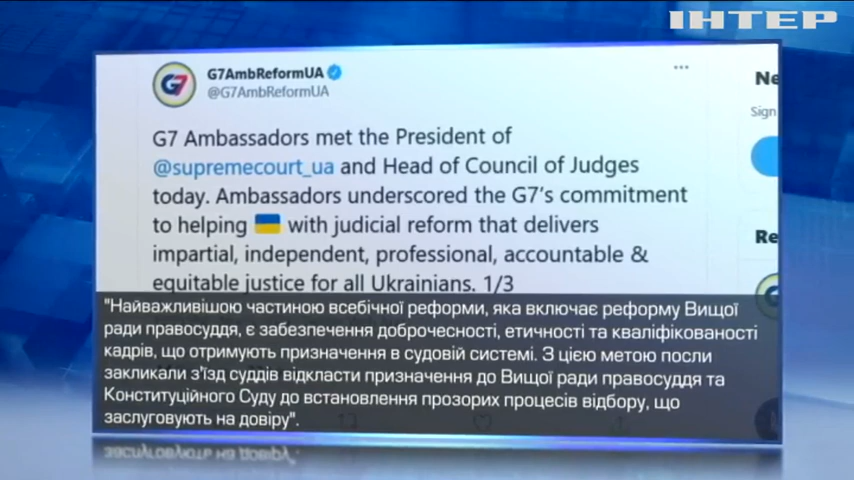 ІНТЕР
G7AmbReformUA
G7
@G7AmbReformUA
Ne
Sign
G7 Ambassadors met the President of
@supremecourt_ua and Head of Council of Judges
today. Ambassadors underscored the G7's commitment
to helping 🇺🇦 with judicial reform that delivers
impartial, independent, professional, accountable &
equitable justice for all Ukrainians. 1/3
Re
"Найважливішою частиною всебічної реформи, яка включає реформу Вищої
ради правосуддя, є забезпечення доброчесності, етичності та кваліфікованості
кадрів, що отримують призначення в судовій системі. З цією метою посли
закликали з'їзд суддів відкласти призначення до Вищої ради правосуддя та
Конституційного Суду до встановлення прозорих процесів відбору, що
заслуговують на довіру".